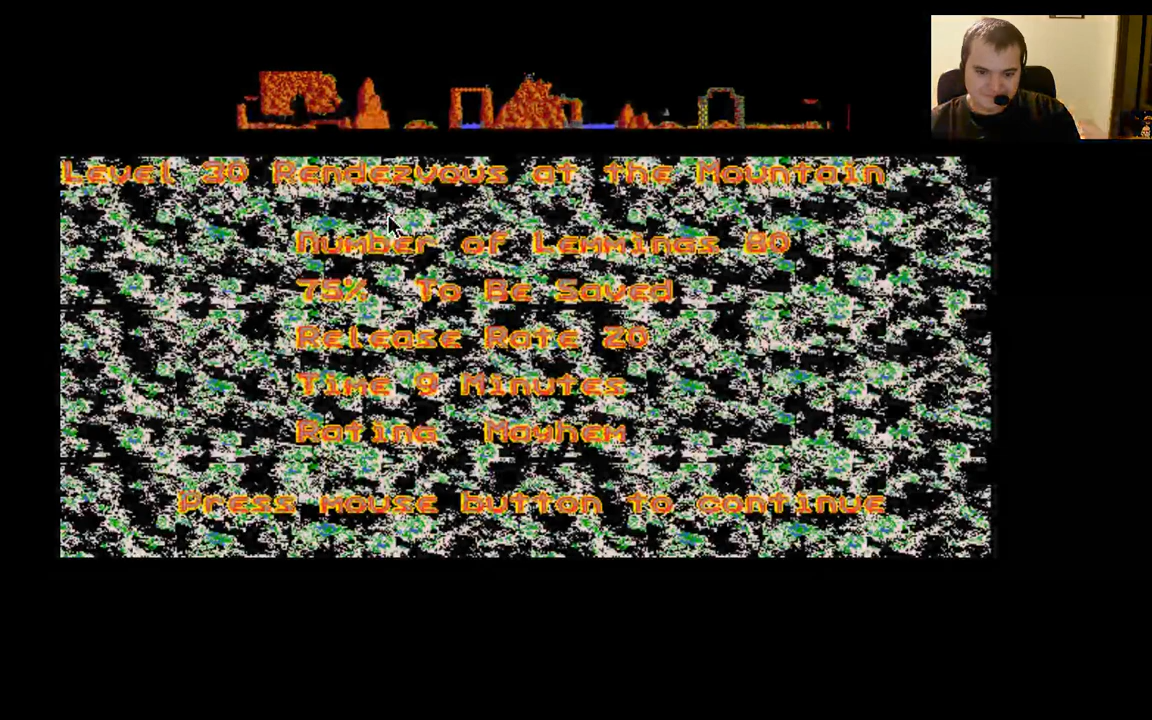 Level 30 Rendezvous at the Mountain
Number of Lemmings 80
75% To Be Saved
Release Rate 20
Time 9 Minutes
Rating Mayhem
Press mouse button to continue